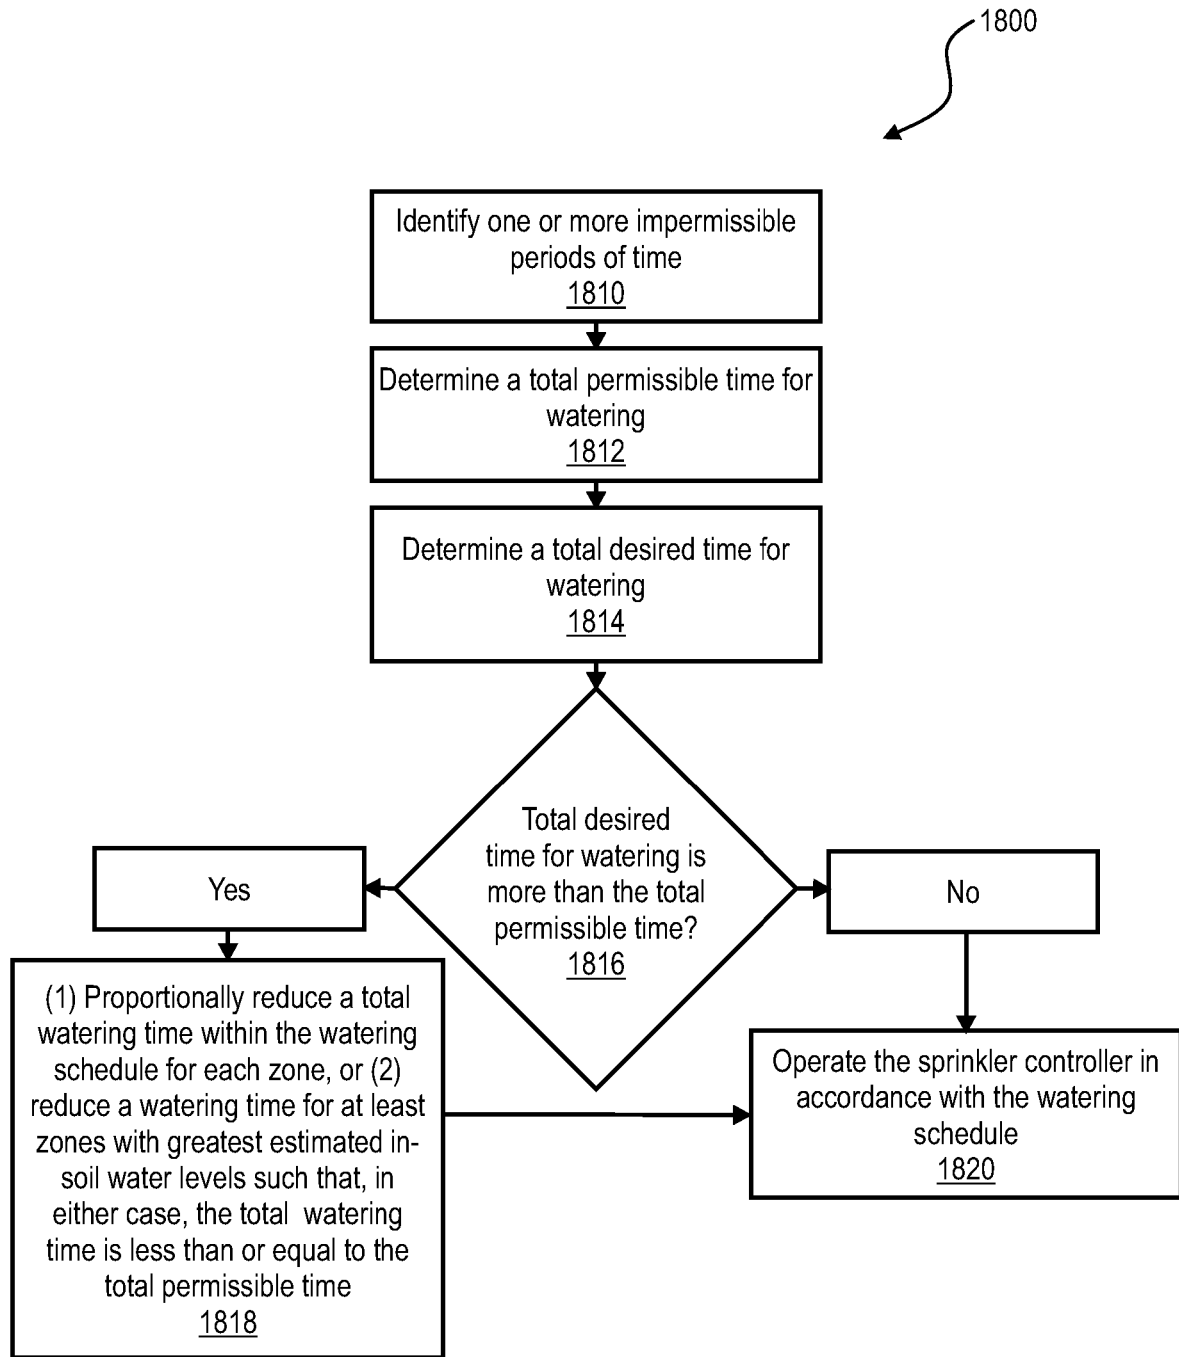 1800
Identify one or more impermissible
periods of time
1810
Determine a total permissible time for
watering
1812
Determine a total desired time for
watering
1814
Total desired
time for watering is
more than the total
permissible time?
1816
Yes
No
(1) Proportionally reduce a total
watering time within the watering
schedule for each zone, or (2)
reduce a watering time for at least
zones with greatest estimated in-
soil water levels such that, in
either case, the total watering
time is less than or equal to the
total permissible time
1818
Operate the sprinkler controller in
accordance with the watering
schedule
1820